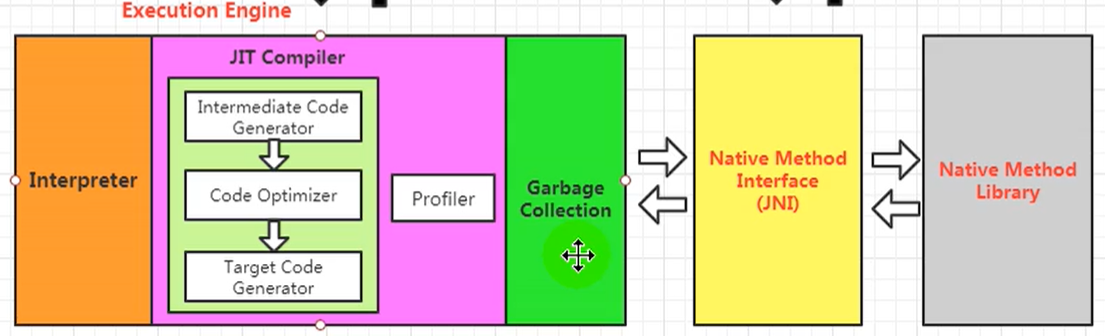 Execution Engine
JIT Compiler
Intermediate Code
Generator
Code Optimizer
Target Code
Generator
Interpreter
Profiler
Garbage
Collection
Native Method
Interface
(JNI)
Native Method
Library